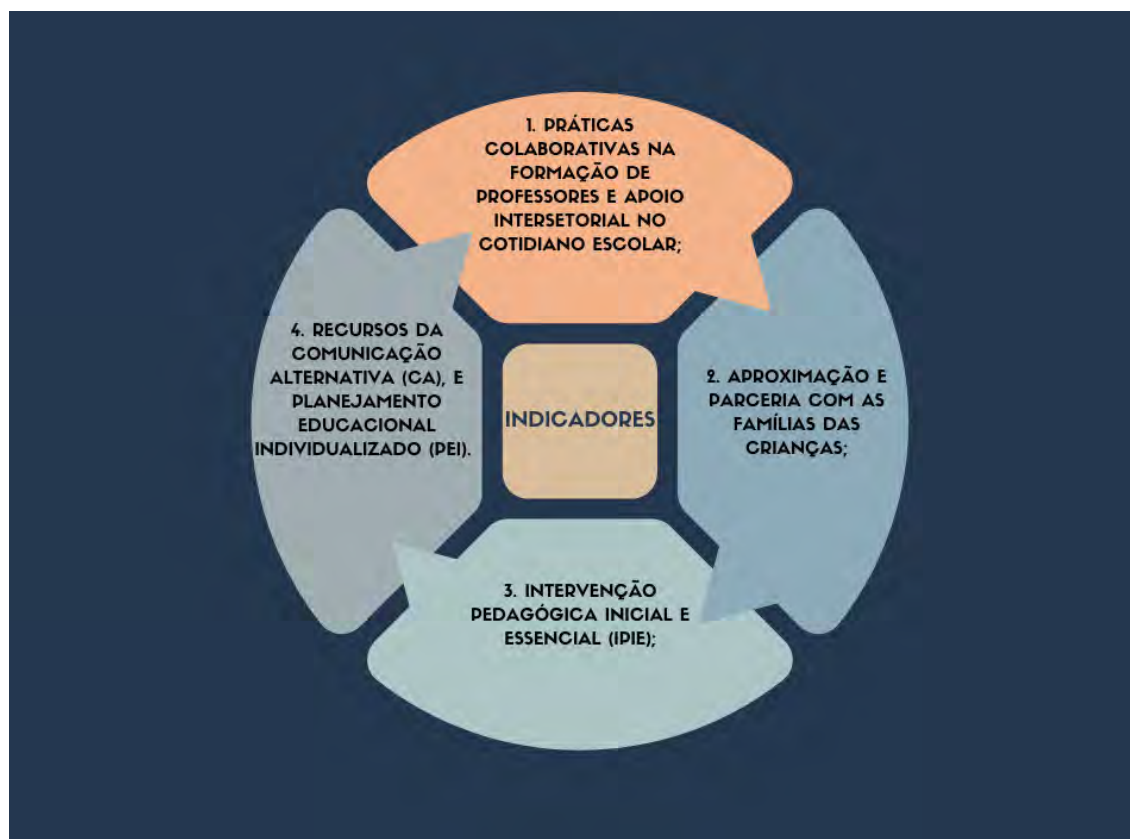 1. PRÁTICAS
COLABORATIVAS NA
FORMAÇÃO DE
PROFESSORES E APOIO
INTERSETORIAL NO
COTIDIANO ESCOLAR;
2. APROXIMAÇÃO E
PARCERIA COM AS
FAMÍLIAS DAS
CRIANÇAS;
3. INTERVENÇÃO
PEDAGÓGICA INICIAL E
ESSENCIAL (IPIE);
4. RECURSOS DA
COMUNICAÇÃO
ALTERNATIVA (CA), E
PLANEJAMENTO
EDUCACIONAL
INDIVIDUALIZADO (PEI).
INDICADORES